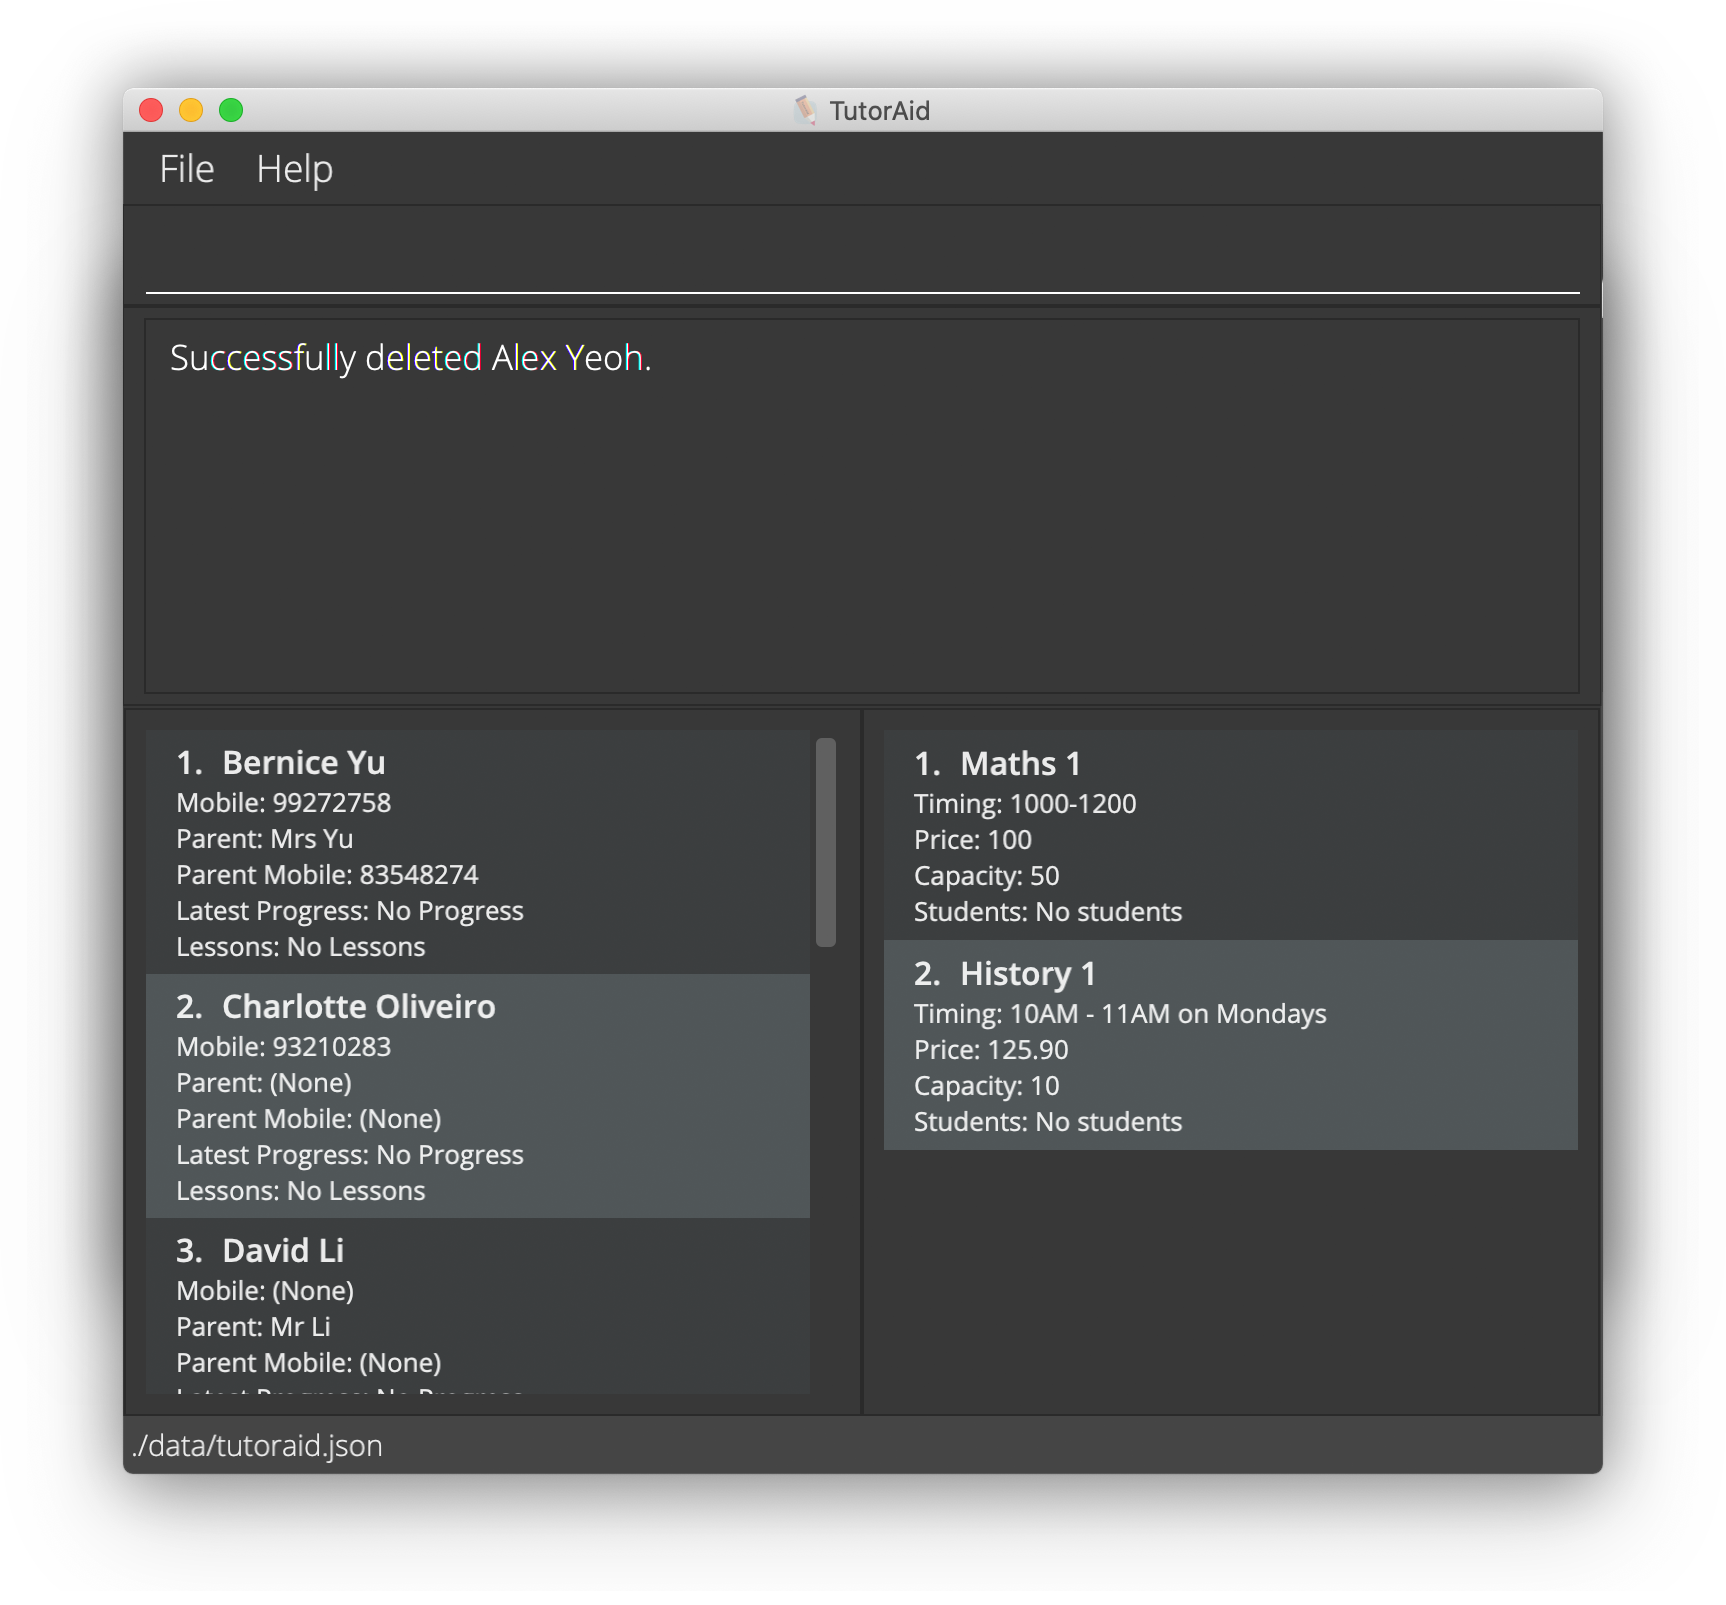 TutorAid
File Help
Successfully deleted Alex Yeoh.
1. Bernice Yu
Mobile: 99272758
Parent: Mrs Yu
Parent Mobile: 83548274
Latest Progress: No Progress
Lessons: No Lessons
2. Charlotte Oliveiro
Mobile: 93210283
Parent: (None)
Parent Mobile: (None)
Latest Progress: No Progress
Lessons: No Lessons
3. David Li
Mobile: (None)
Parent: Mr Li
Parent Mobile: (None)
1. Maths 1
Timing: 1000-1200
Price: 100
Capacity: 50
Students: No students
2. History 1
Timing: 10AM - 11AM on Mondays
Price: 125.90
Capacity: 10
Students: No students
./data/tutoraid.json